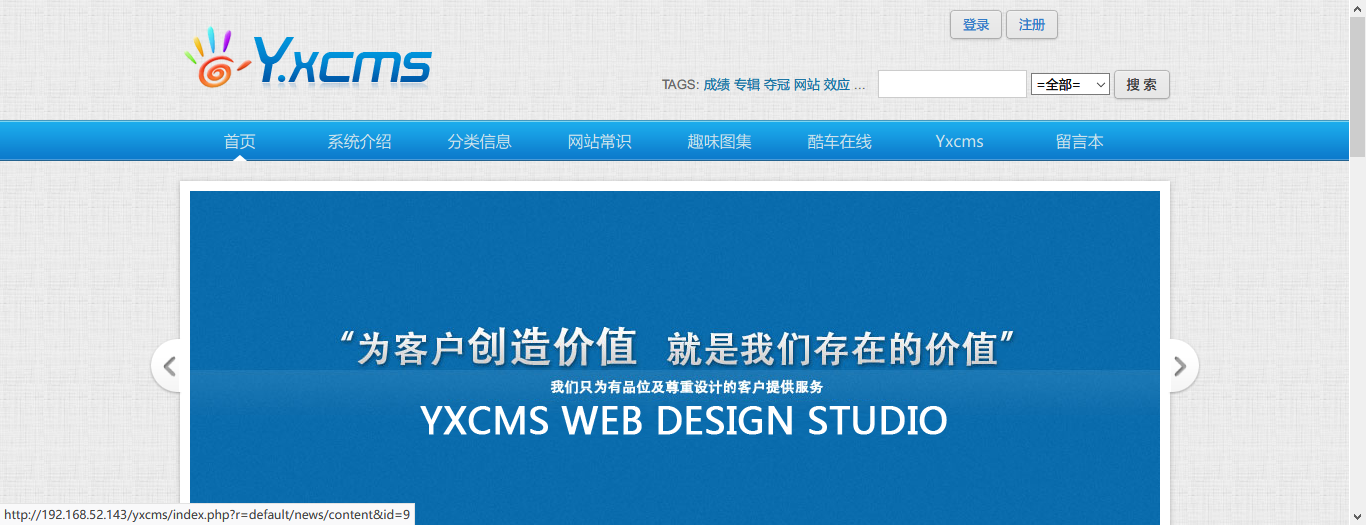 登录 注册
Y.xcms
TAGS: 成绩 专辑 夺冠 网站 效应 ... =全部= 搜 索
首页 系统介绍 分类信息 网站常识 趣味图集 酷车在线 Yxcms 留言本
“为客户创造价值 就是我们存在的价值”
我们只为有品位及尊重设计的客户提供服务
YXCMS WEB DESIGN STUDIO
http://192.168.52.143/yxcms/index.php?r=default/news/content&id=9